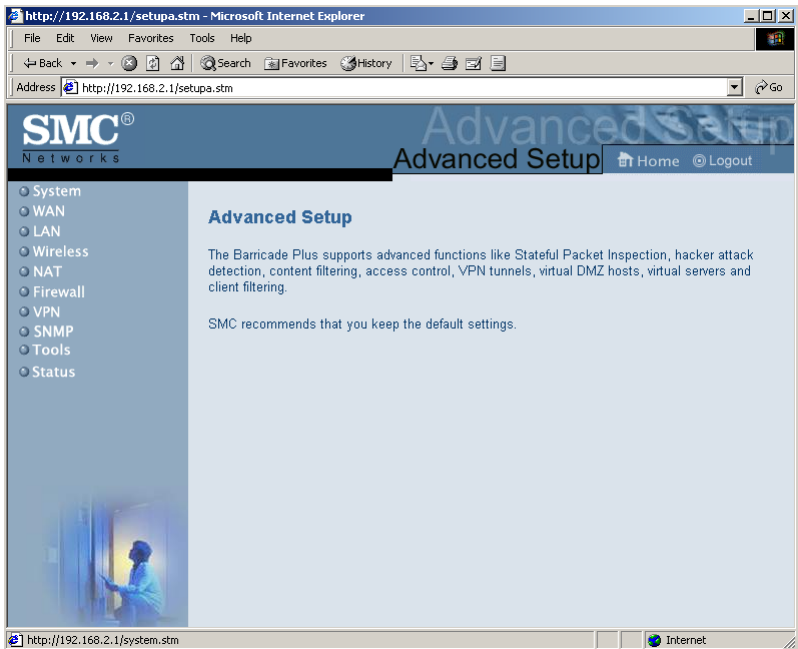 http://192.168.2.1/setupa.stm - Microsoft Internet Explorer
File Edit View Favorites Tools Help
Back Search Favorites History
Address http://192.168.2.1/setupa.stm Go
SMC®
Networks
Advanced Setup
Advanced Setup Home Logout
System
WAN
LAN
Wireless
NAT
Firewall
VPN
SNMP
Tools
Status
Advanced Setup
The Barricade Plus supports advanced functions like Stateful Packet Inspection, hacker attack
detection, content filtering, access control, VPN tunnels, virtual DMZ hosts, virtual servers and
client filtering.
SMC recommends that you keep the default settings.
http://192.168.2.1/system.stm Internet